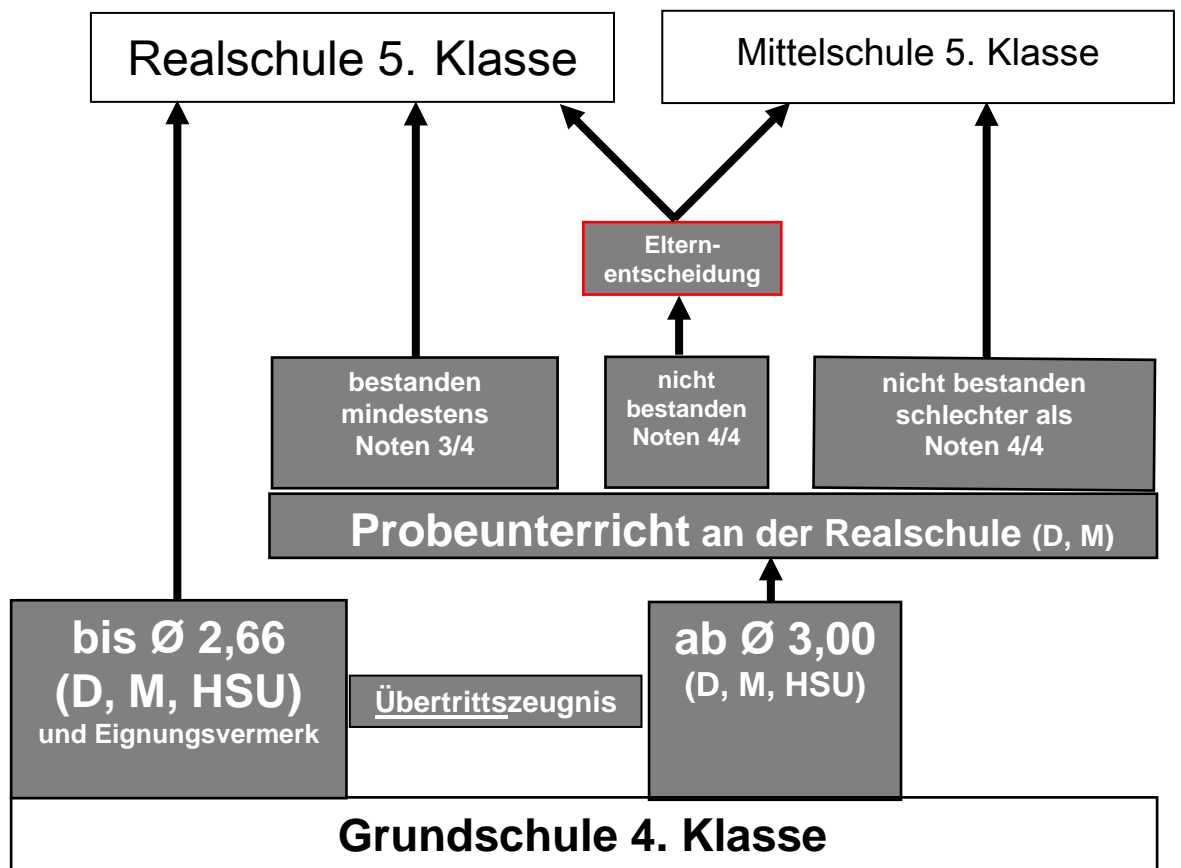 Realschule 5. Klasse
Mittelschule 5. Klasse
Eltern-
entscheidung
bestanden
mindestens
Noten 3/4
nicht
bestanden
Noten 4/4
nicht bestanden
schlechter als
Noten 4/4
Probeunterricht an der Realschule (D, M)
bis Ø 2,66
(D, M, HSU)
und Eignungsvermerk
Übertrittszeugnis
ab Ø 3,00
(D, M, HSU)
Grundschule 4. Klasse